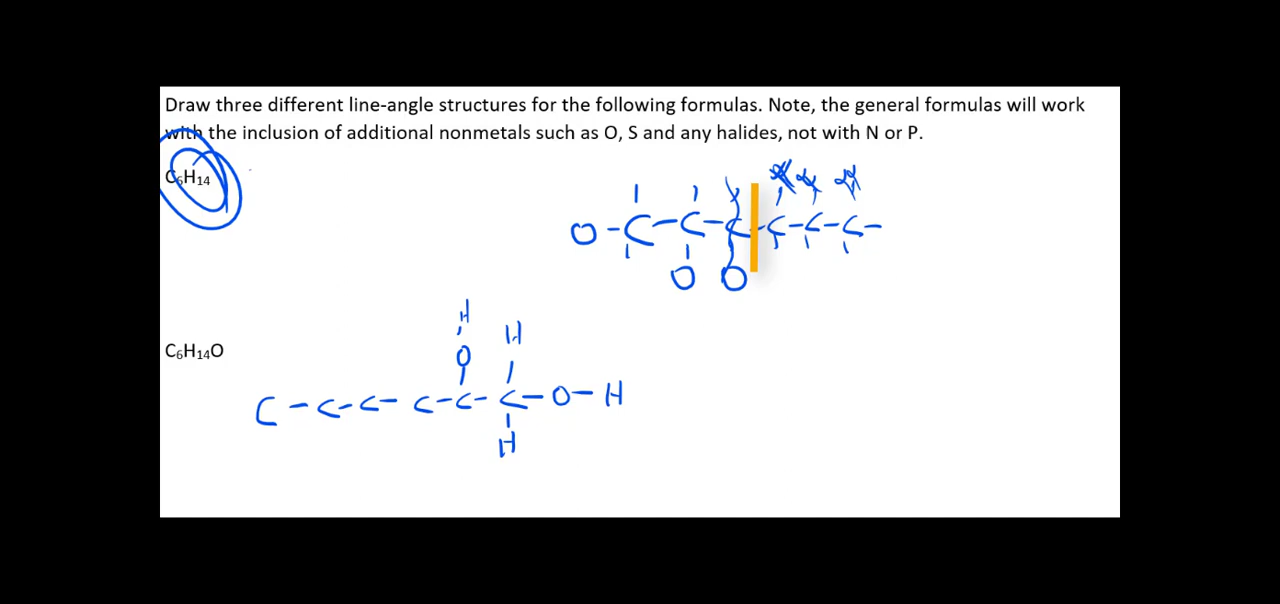 Draw three different line-angle structures for the following formulas. Note, the general formulas will work
with the inclusion of additional nonmetals such as O, S and any halides, not with N or P.
C₆H₁₄
O-C-C-C-C-C-C-
O O
H
H
O
C₆H₁₄O
C-C-C-C-C-C-O-H
H